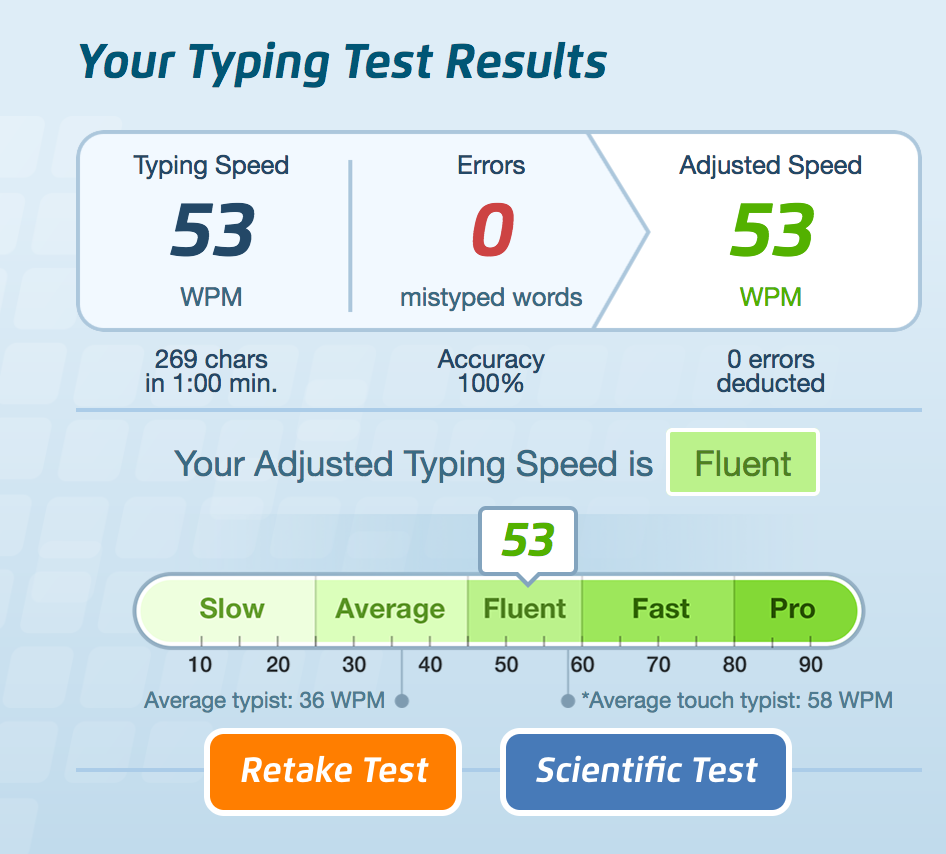 Your Typing Test Results
Typing Speed
Errors
Adjusted Speed
53
0
53
WPM
mistyped words
WPM
269 chars
in 1:00 min.
Accuracy
100%
0 errors
deducted
Your Adjusted Typing Speed is Fluent
53
Slow Average Fluent Fast Pro
10 20 30 40 50 60 70 80 90
Average typist: 36 WPM
*Average touch typist: 58 WPM
Retake Test
Scientific Test